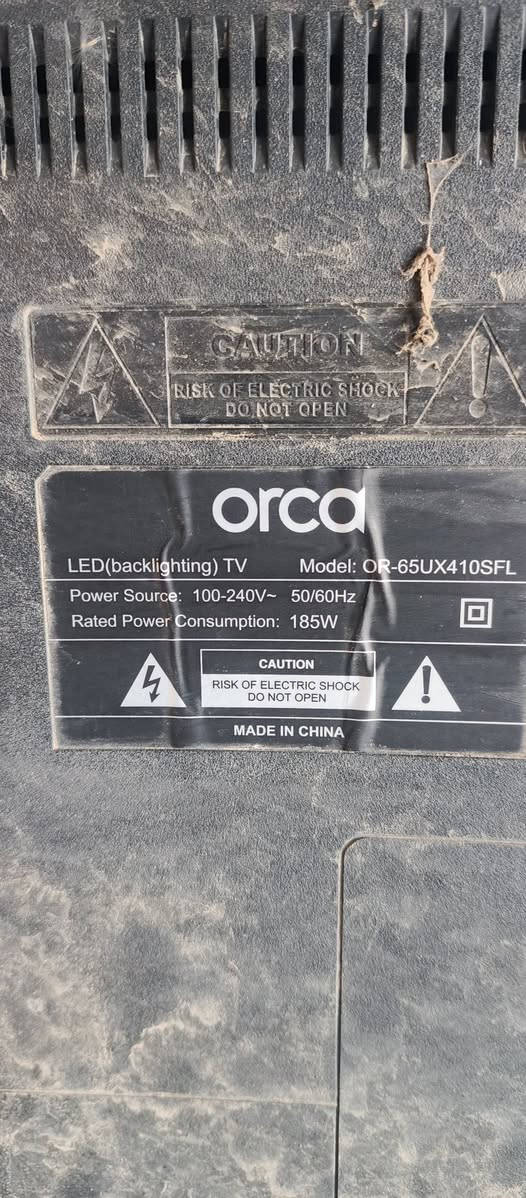 CAUTION
RISK OF ELECTRIC SHOCK
DO NOT OPEN
orca
LED(backlighting) TV Model: OR-65UX410SFL
Power Source: 100-240V~ 50/60Hz
Rated Power Consumption: 185W
CAUTION
RISK OF ELECTRIC SHOCK
DO NOT OPEN
MADE IN CHINA